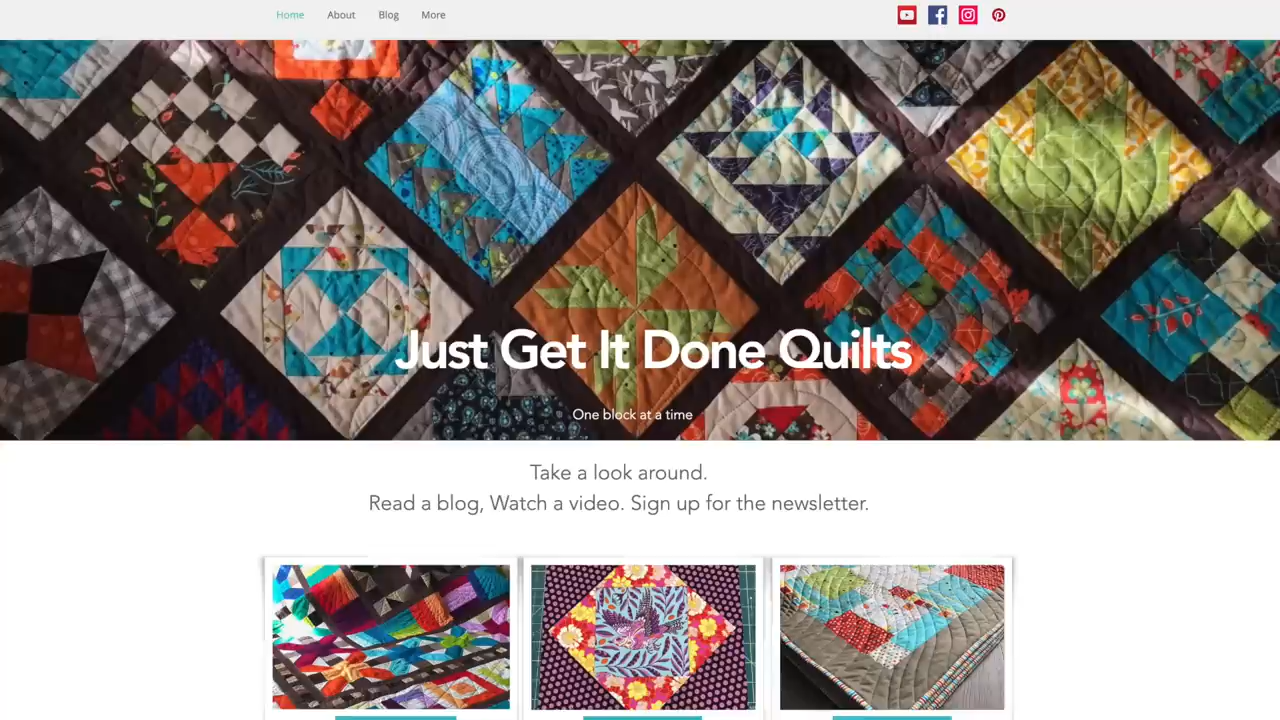 Home About Blog More
Just Get It Done Quilts
One block at a time
Take a look around.
Read a blog, Watch a video. Sign up for the newsletter.